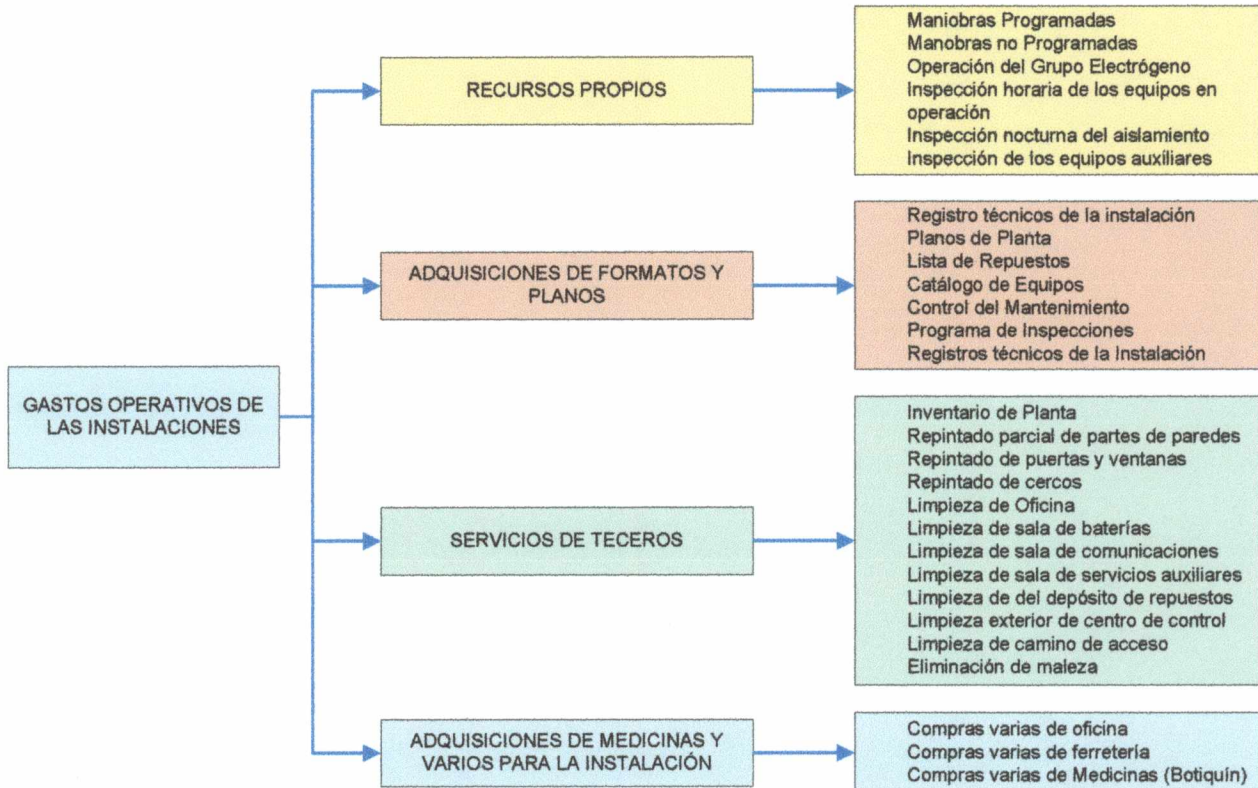 GASTOS OPERATIVOS DE
LAS INSTALACIONES
RECURSOS PROPIOS
Maniobras Programadas
Manobras no Programadas
Operación del Grupo Electrógeno
Inspección horaria de los equipos en
operación
Inspección nocturna del aislamiento
Inspección de los equipos auxíliares
ADQUISICIONES DE FORMATOS Y
PLANOS
Registro técnicos de la instalación
Planos de Planta
Lista de Repuestos
Catálogo de Equipos
Control del Mantenimiento
Programa de Inspecciones
Registros técnicos de la Instalación
SERVICIOS DE TECEROS
Inventario de Planta
Repintado parcial de partes de paredes
Repintado de puertas y ventanas
Repintado de cercos
Limpieza de Oficina
Limpieza de sala de baterías
Limpieza de sala de comunicaciones
Limpieza de sala de servicios auxiliares
Limpieza de del depósito de repuestos
Limpieza exterior de centro de control
Limpieza de camino de acceso
Eliminación de maleza
ADQUISICIONES DE MEDICINAS Y
VARIOS PARA LA INSTALACIÓN
Compras varias de oficina
Compras varias de ferretería
Compras varias de Medicinas (Botiquín)